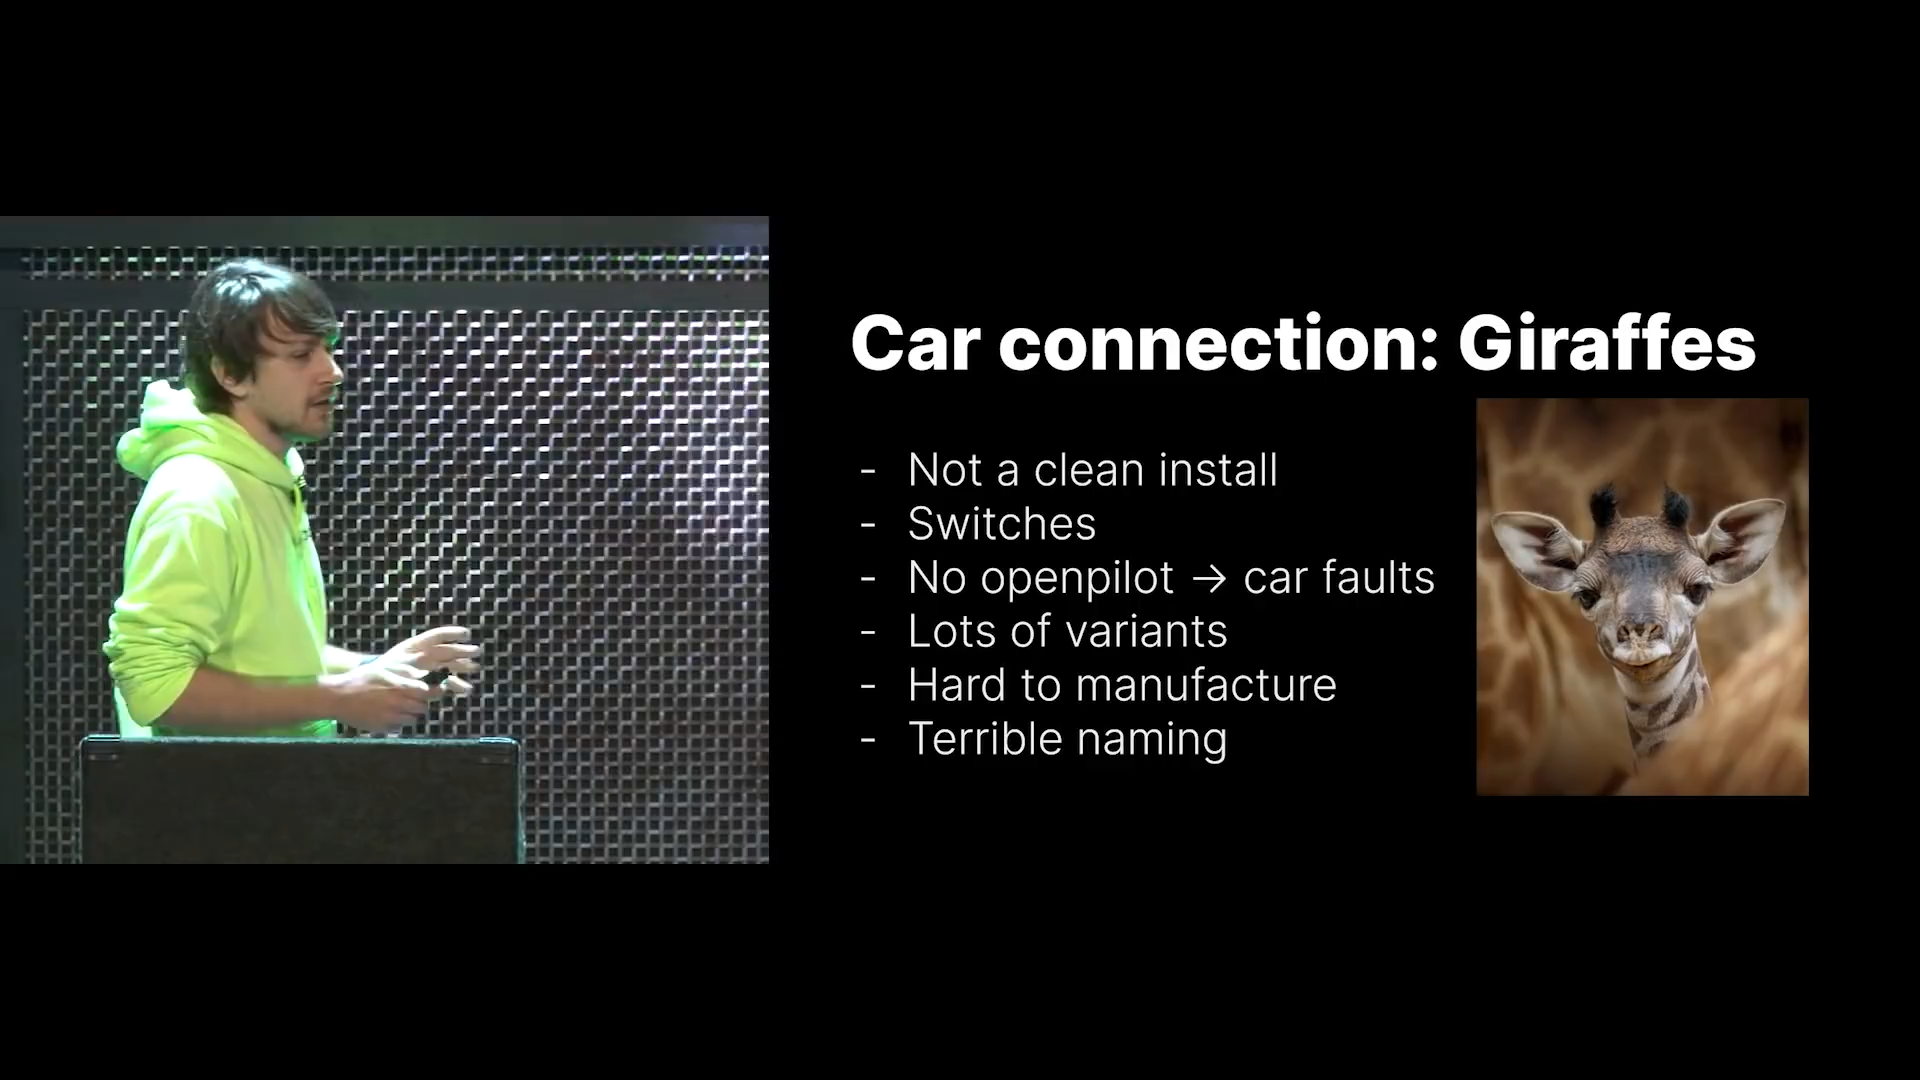 Car connection: Giraffes
- Not a clean install
- Switches
- No openpilot → car faults
- Lots of variants
- Hard to manufacture
- Terrible naming